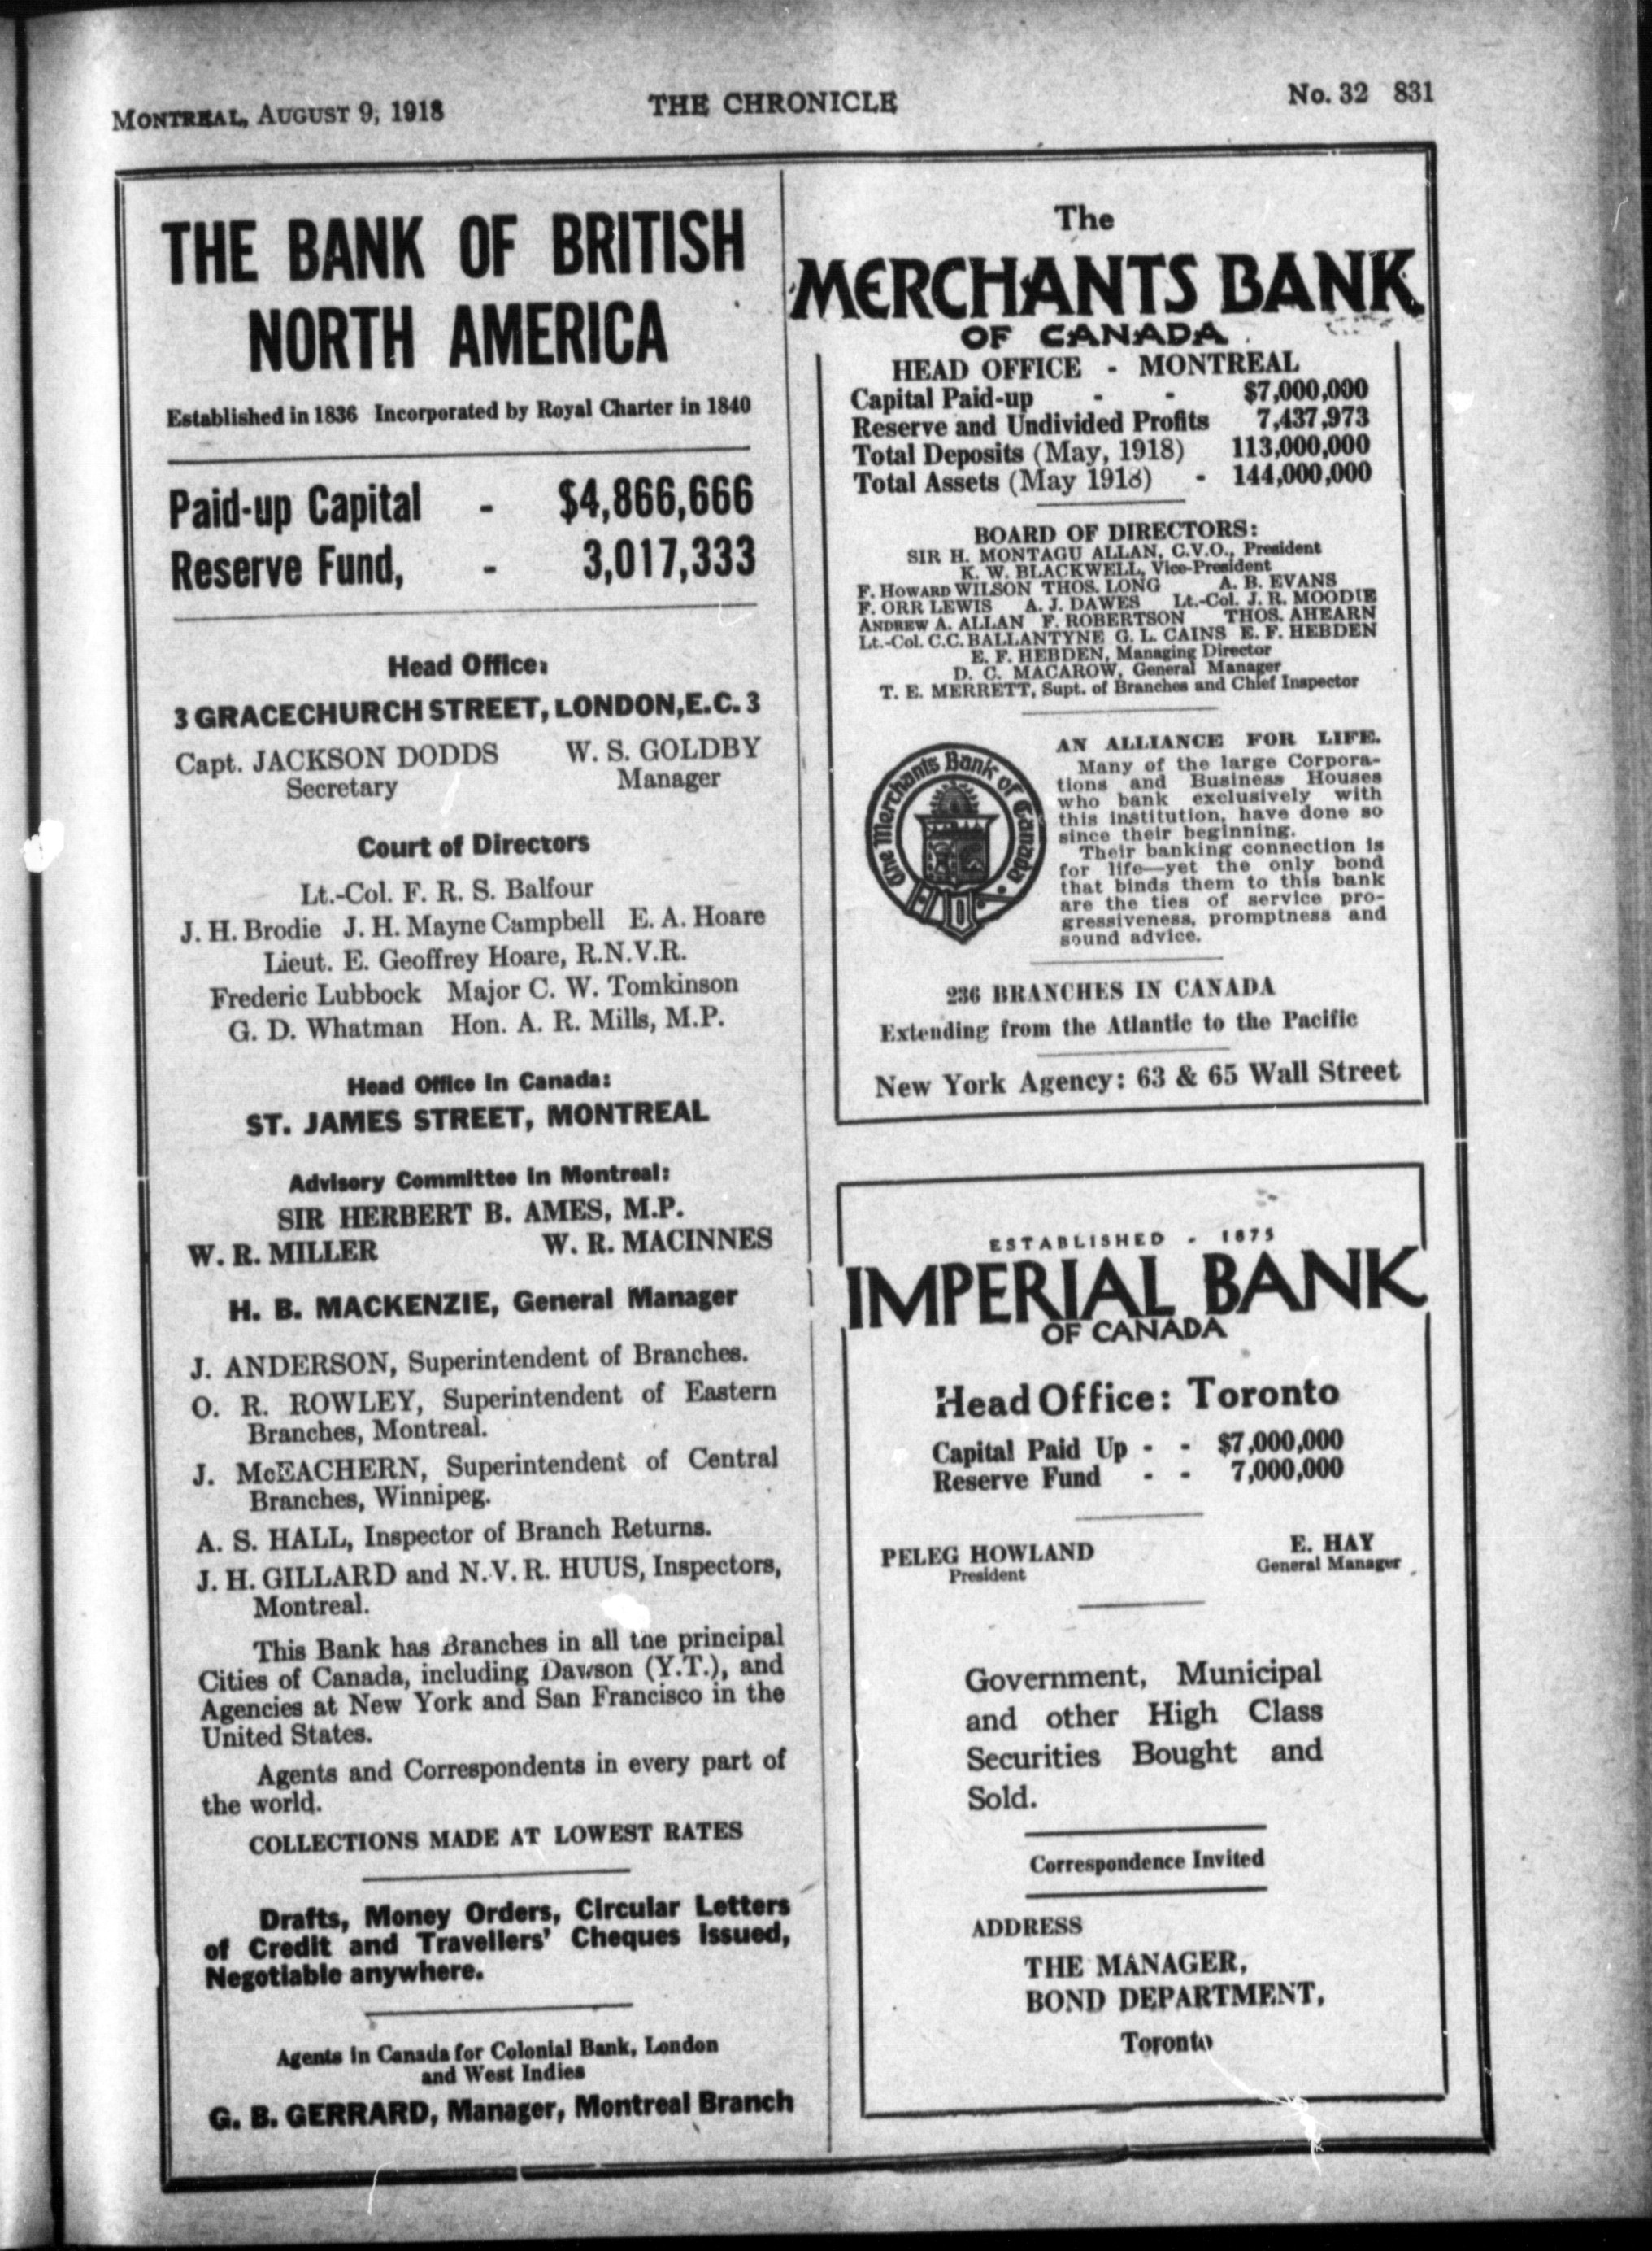 MONTREAL, AUGUST 9, 1918
THE CHRONICLE
No. 32 831
THE BANK OF BRITISH
NORTH AMERICA
Established in 1836 Incorporated by Royal Charter in 1840
Paid-up Capital - $4,866,666
Reserve Fund, - 3,017,333
Head Office:
3 GRACECHURCH STREET, LONDON, E.C. 3
Capt. JACKSON DODDS W. S. GOLDBY
Secretary Manager
Court of Directors
Lt.-Col. F. R. S. Balfour
J. H. Brodie J. H. Mayne Campbell E. A. Hoare
Lieut. E. Geoffrey Hoare, R.N.V.R.
Frederic Lubbock Major C. W. Tomkinson
G. D. Whatman Hon. A. R. Mills, M.P.
Head Office in Canada:
ST. JAMES STREET, MONTREAL
Advisory Committee in Montreal:
SIR HERBERT B. AMES, M.P.
W. R. MILLER W. R. MACINNES
H. B. MACKENZIE, General Manager
J. ANDERSON, Superintendent of Branches.
O. R. ROWLEY, Superintendent of Eastern
Branches, Montreal.
J. McEACHERN, Superintendent of Central
Branches, Winnipeg.
A. S. HALL, Inspector of Branch Returns.
J. H. GILLARD and N. V. R. HUUS, Inspectors,
Montreal.
This Bank has Branches in all the principal
Cities of Canada, including Dawson (Y.T.), and
Agencies at New York and San Francisco in the
United States.
Agents and Correspondents in every part of
the world.
COLLECTIONS MADE AT LOWEST RATES
Drafts, Money Orders, Circular Letters
of Credit and Travellers' Cheques issued,
Negotiable anywhere.
Agents in Canada for Colonial Bank, London
and West Indies
G. B. GERRARD, Manager, Montreal Branch
The
MERCHANTS BANK
OF CANADA
HEAD OFFICE - MONTREAL
Capital Paid-up - - $7,000,000
Reserve and Undivided Profits 7,437,973
Total Deposits (May, 1918) 113,000,000
Total Assets (May 1918) - 144,000,000
BOARD OF DIRECTORS:
SIR H. MONTAGU ALLAN, C.V.O., President
K. W. BLACKWELL, Vice-President
F. HOWARD WILSON THOS. LONG A. B. EVANS
F. ORR LEWIS A. J. DAWES Lt.-Col. J. R. MOODIE
ANDREW A. ALLAN F. ROBERTSON THOS. AHEARN
Lt.-Col. C. C. BALLANTYNE G. L. CAINS E. F. HEBDEN
E. F. HEBDEN, Managing Director
D. C. MACAROW, General Manager
T. E. MERRETT, Supt. of Branches and Chief Inspector
The Merchants Bank of Canada
AN ALLIANCE FOR LIFE.
Many of the large Corpora-
tions and Business Houses
who bank exclusively with
this institution, have done so
since their beginning.
Their banking connection is
for life—yet the only bond
that binds them to this bank
are the ties of service pro-
gressiveness, promptness and
sound advice.
236 BRANCHES IN CANADA
Extending from the Atlantic to the Pacific
New York Agency: 63 & 65 Wall Street
ESTABLISHED - 1875
IMPERIAL BANK
OF CANADA
Head Office: Toronto
Capital Paid Up - - $7,000,000
Reserve Fund - - 7,000,000
PELEG HOWLAND E. HAY
President General Manager
Government, Municipal
and other High Class
Securities Bought and
Sold.
Correspondence Invited
ADDRESS
THE MANAGER,
BOND DEPARTMENT,
Toronto